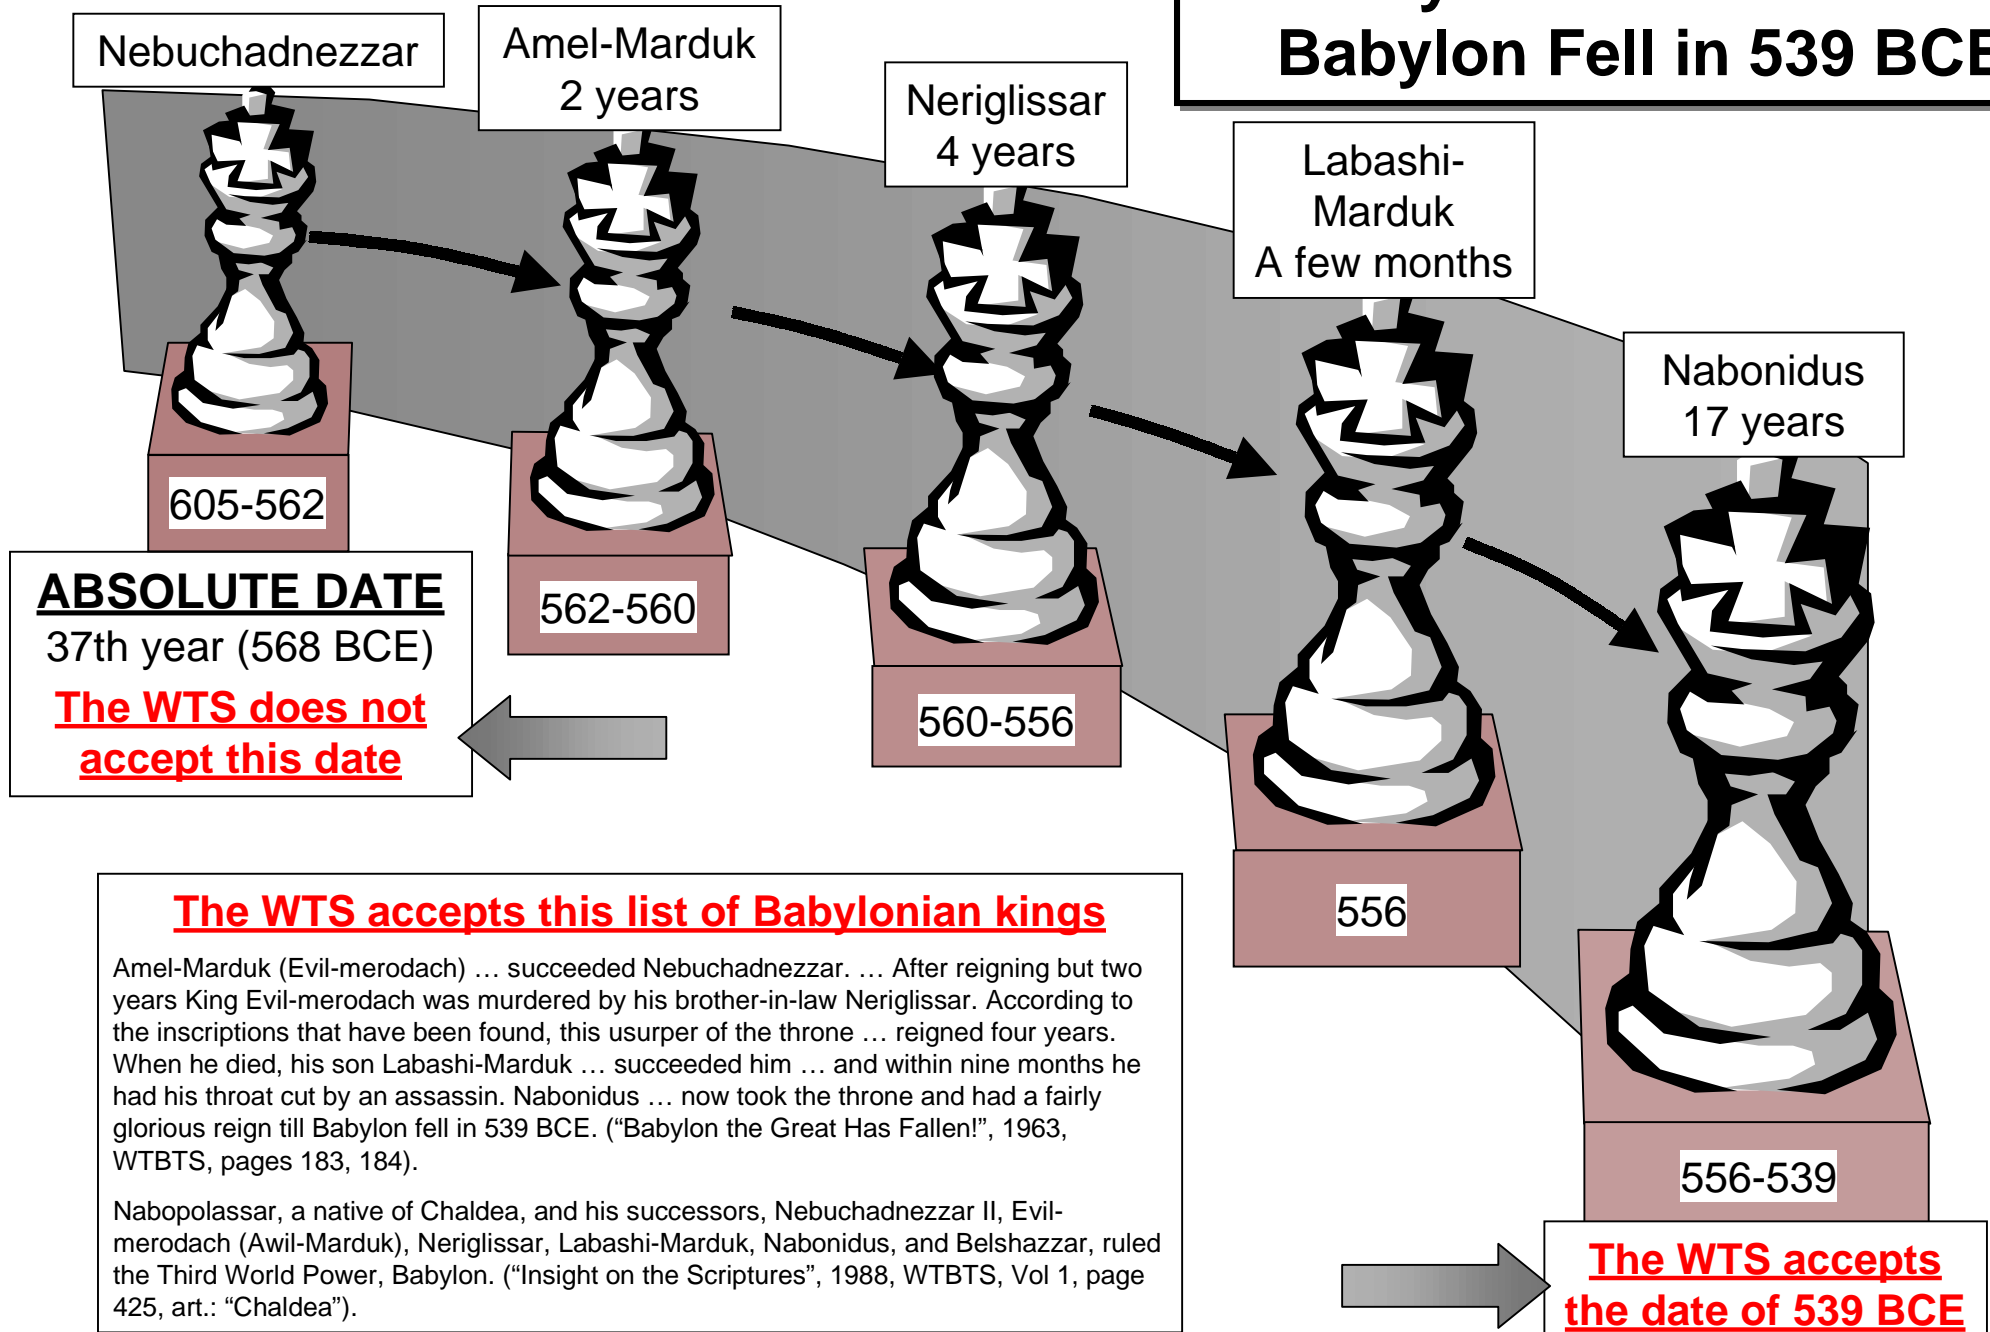 Babylon Fell in 539 BCE
Nebuchadnezzar
Amel-Marduk
2 years
Neriglissar
4 years
Labashi-
Marduk
A few months
Nabonidus
17 years
605-562
562-560
560-556
556
556-539
ABSOLUTE DATE
37th year (568 BCE)
The WTS does not
accept this date
The WTS accepts this list of Babylonian kings
Amel-Marduk (Evil-merodach) … succeeded Nebuchadnezzar. … After reigning but two
years King Evil-merodach was murdered by his brother-in-law Neriglissar. According to
the inscriptions that have been found, this usurper of the throne … reigned four years.
When he died, his son Labashi-Marduk … succeeded him … and within nine months he
had his throat cut by an assassin. Nabonidus … now took the throne and had a fairly
glorious reign till Babylon fell in 539 BCE. (“Babylon the Great Has Fallen!”, 1963,
WTBTS, pages 183, 184).
Nabopolassar, a native of Chaldea, and his successors, Nebuchadnezzar II, Evil-
merodach (Awil-Marduk), Neriglissar, Labashi-Marduk, Nabonidus, and Belshazzar, ruled
the Third World Power, Babylon. (“Insight on the Scriptures”, 1988, WTBTS, Vol 1, page
425, art.: “Chaldea”).
The WTS accepts
the date of 539 BCE